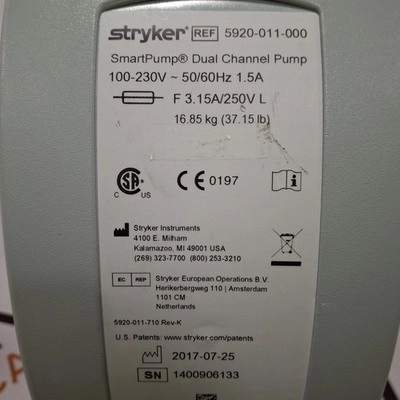 stryker® REF 5920-011-000
SmartPump® Dual Channel Pump
100-230V ~ 50/60Hz 1.5A
F 3.15A/250V L
16.85 kg (37.15 lb)
CSA® C US
CE 0197
Stryker Instruments
4100 E. Milham
Kalamazoo, MI 49001 USA
(269) 323-7700 (800) 253-3210
EC REP
Stryker European Operations B.V.
Herikerbergweg 110 | Amsterdam
1101 CM
Netherlands
5920-011-710 Rev-K
U.S. Patents: www.stryker.com/patents
2017-07-25
SN 1400906133